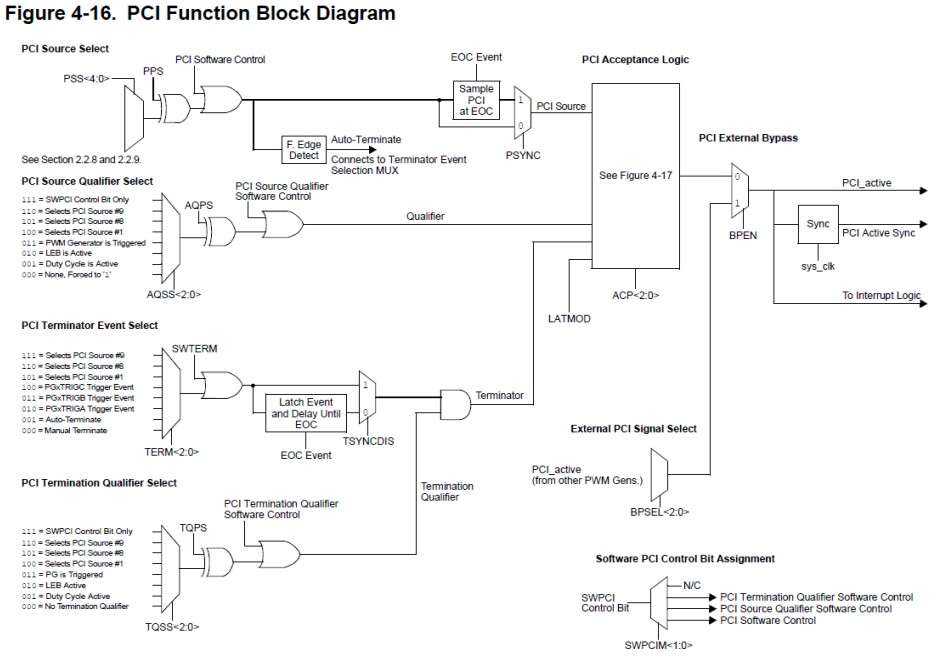 Figure 4-16. PCI Function Block Diagram
PCI Source Select
PCI Software Control
PSS<4:0>
PPS
See Section 2.2.8 and 2.2.9.
EOC Event
Sample
PCI
at EOC
1
0
PSYNC
PCI Source
F. Edge
Detect
Auto-Terminate
Connects to Terminator Event
Selection MUX
PCI Acceptance Logic
See Figure 4-17
ACP<2:0>
LATMOD
PCI External Bypass
0
1
BPEN
PCI_active
Sync
PCI Active Sync
sys_clk
To Interrupt Logic
PCI Source Qualifier Select
PCI Source Qualifier
Software Control
AQPS
111 = SWPCI Control Bit Only
110 = Selects PCI Source #9
101 = Selects PCI Source #8
100 = Selects PCI Source #1
011 = PWM Generator is Triggered
010 = LEB is Active
001 = Duty Cycle is Active
000 = None, Forced to '1'
AQSS<2:0>
Qualifier
PCI Terminator Event Select
SWTERM
111 = Selects PCI Source #9
110 = Selects PCI Source #8
101 = Selects PCI Source #1
100 = PGxTRIGC Trigger Event
011 = PGxTRIGB Trigger Event
010 = PGxTRIGA Trigger Event
001 = Auto-Terminate
000 = Manual Terminate
TERM<2:0>
Latch Event
and Delay Until
EOC
EOC Event
1
0
TSYNCDIS
Terminator
Termination
Qualifier
PCI Termination Qualifier Select
PCI Termination Qualifier
Software Control
TQPS
111 = SWPCI Control Bit Only
110 = Selects PCI Source #9
101 = Selects PCI Source #8
100 = Selects PCI Source #1
011 = PG is Triggered
010 = LEB Active
001 = Duty Cycle Active
000 = No Termination Qualifier
TQSS<2:0>
External PCI Signal Select
PCI_active
(from other PWM Gens.)
BPSEL<2:0>
Software PCI Control Bit Assignment
SWPCI
Control Bit
N/C
PCI Termination Qualifier Software Control
PCI Source Qualifier Software Control
PCI Software Control
SWPCIM<1:0>